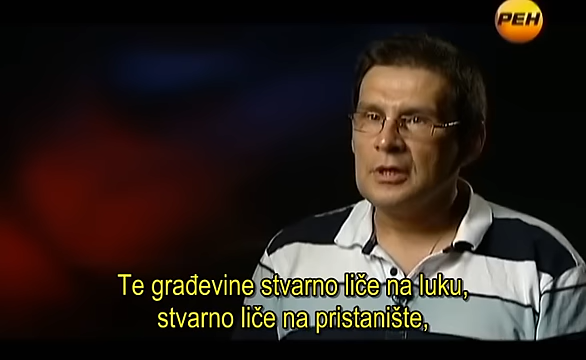 РЕН
Te građevine stvarno liče na luku,
stvarno liče na pristanište,